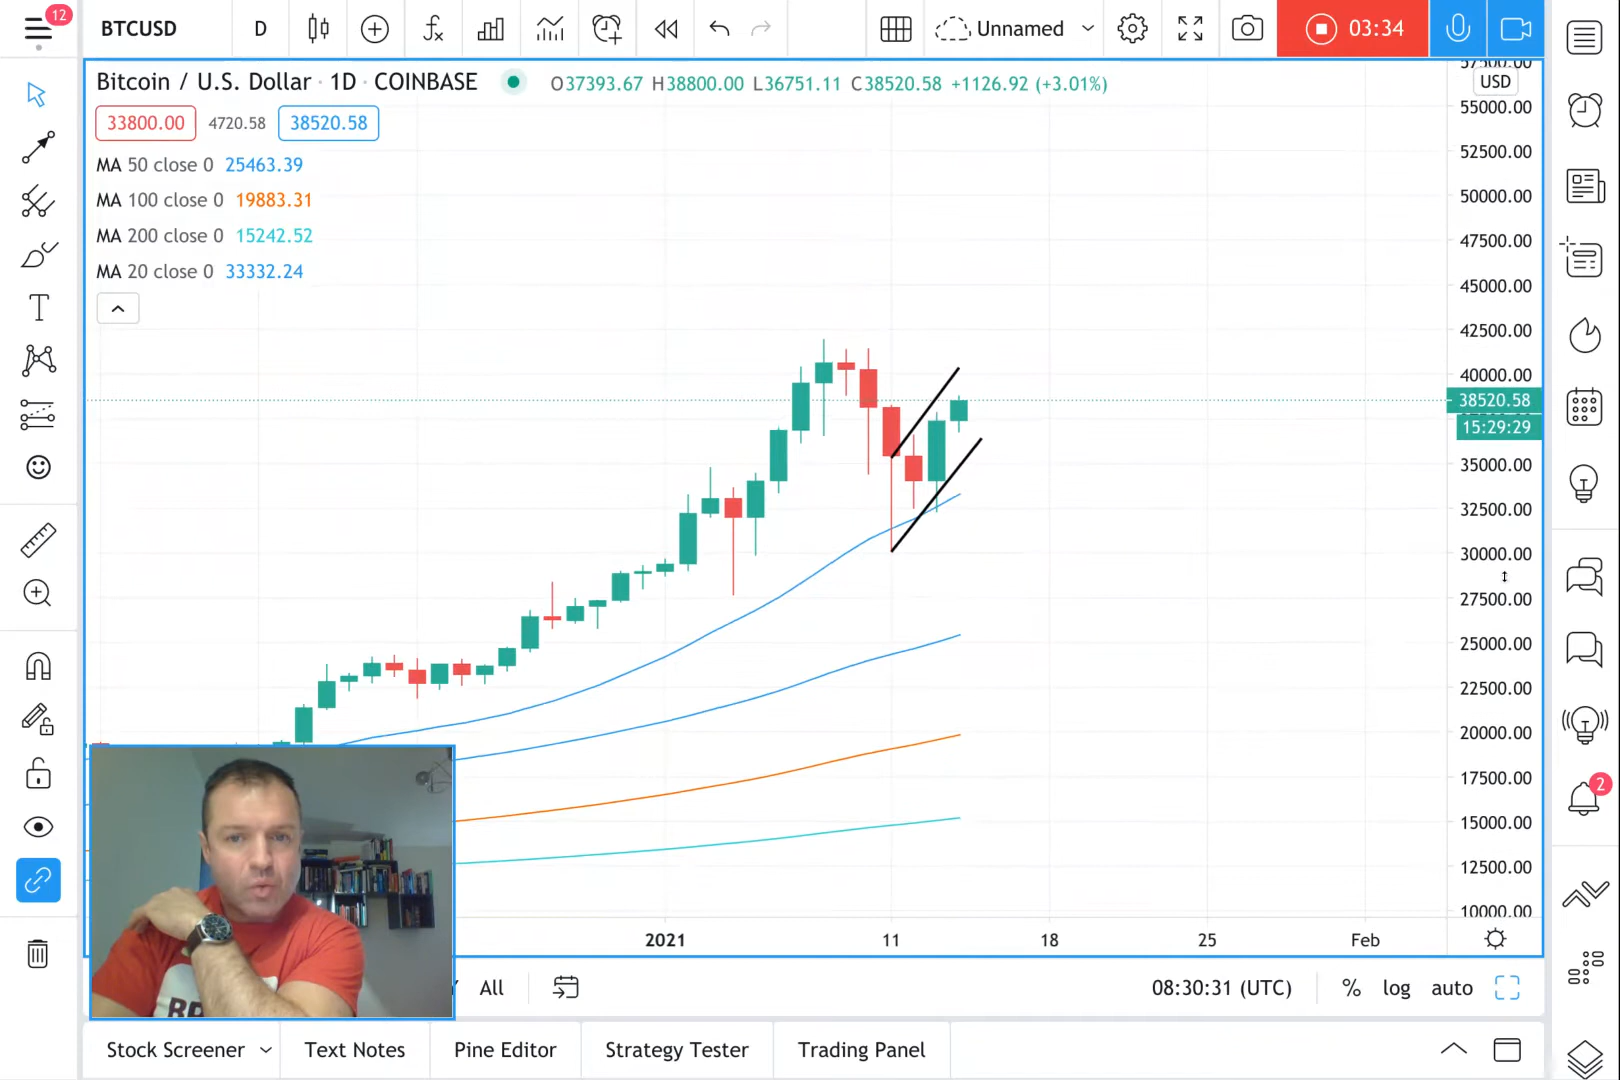 12
BTCUSD
D
Unnamed
03:34
Bitcoin / U.S. Dollar · 1D · COINBASE
O37393.67 H38800.00 L36751.11 C38520.58 +1126.92 (+3.01%)
USD
33800.00 4720.58 38520.58
MA 50 close 0 25463.39
MA 100 close 0 19883.31
MA 200 close 0 15242.52
MA 20 close 0 33332.24
57500.00
55000.00
52500.00
50000.00
47500.00
45000.00
42500.00
40000.00
38520.58
15:29:29
35000.00
32500.00
30000.00
27500.00
25000.00
22500.00
20000.00
17500.00
15000.00
12500.00
10000.00
2
2021 11 18 25 Feb
All
08:30:31 (UTC)
% log auto
Stock Screener
Text Notes
Pine Editor
Strategy Tester
Trading Panel